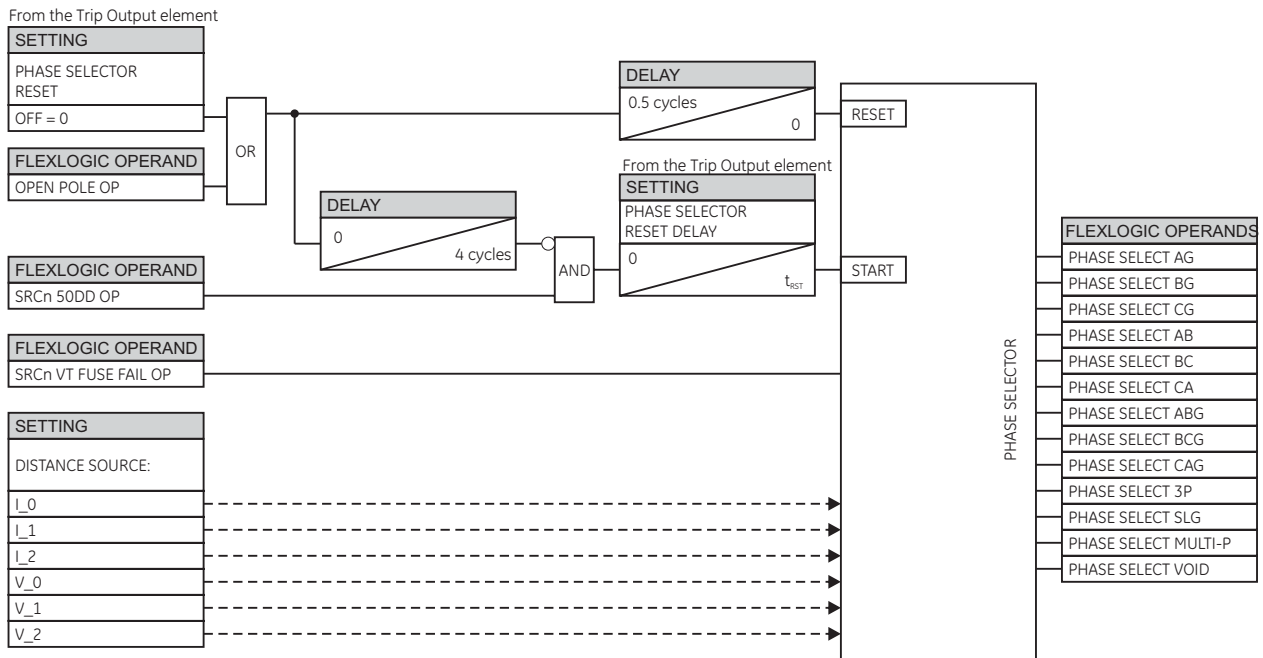 From the Trip Output element
SETTING
PHASE SELECTOR
RESET
OFF = 0
FLEXLOGIC OPERAND
OPEN POLE OP
OR
DELAY
0.5 cycles
0
RESET
DELAY
0
4 cycles
AND
From the Trip Output element
SETTING
PHASE SELECTOR
RESET DELAY
0
tRST
START
FLEXLOGIC OPERAND
SRCn 50DD OP
FLEXLOGIC OPERAND
SRCn VT FUSE FAIL OP
SETTING
DISTANCE SOURCE:
I_0
I_1
I_2
V_0
V_1
V_2
PHASE SELECTOR
FLEXLOGIC OPERANDS
PHASE SELECT AG
PHASE SELECT BG
PHASE SELECT CG
PHASE SELECT AB
PHASE SELECT BC
PHASE SELECT CA
PHASE SELECT ABG
PHASE SELECT BCG
PHASE SELECT CAG
PHASE SELECT 3P
PHASE SELECT SLG
PHASE SELECT MULTI-P
PHASE SELECT VOID